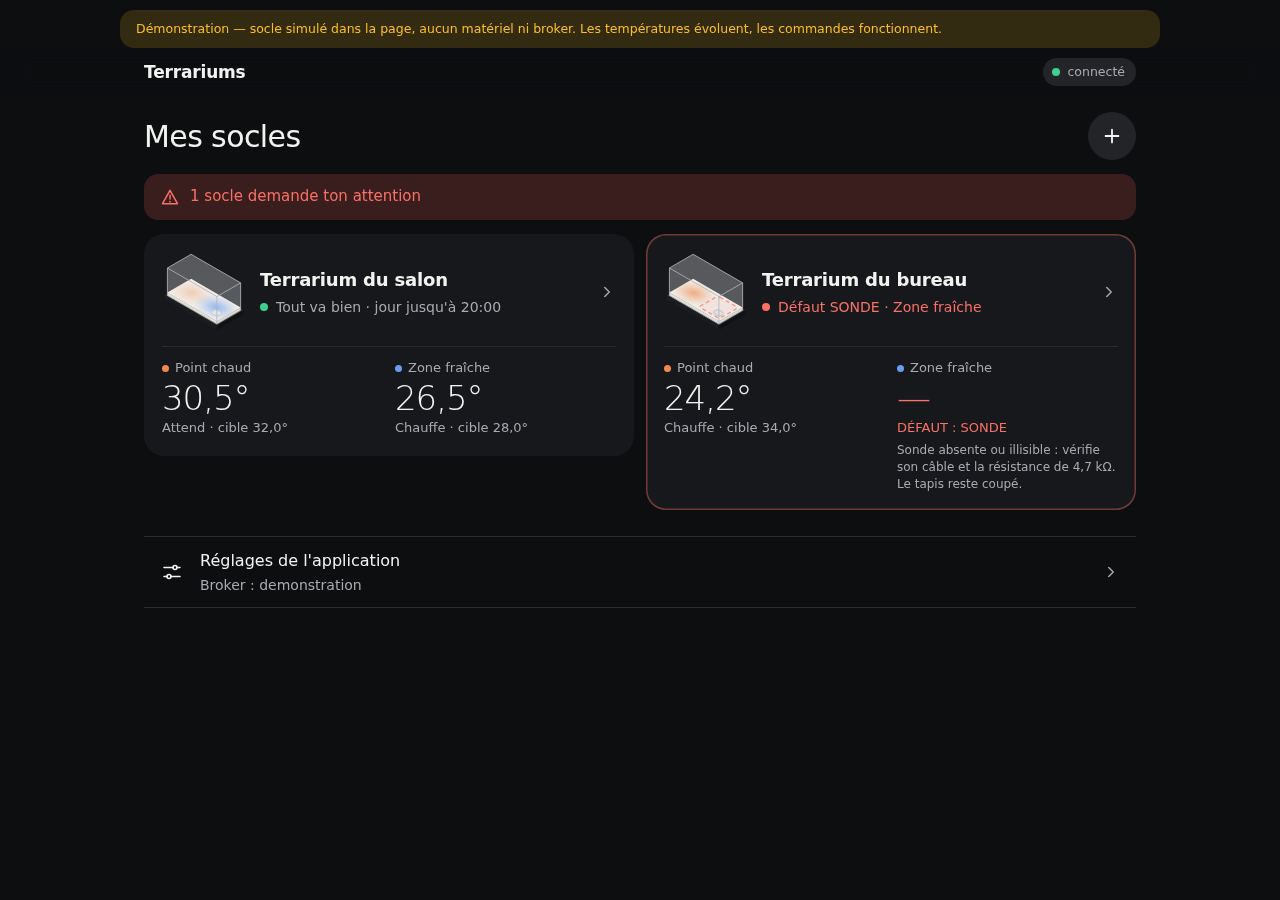 Démonstration — socle simulé dans la page, aucun matériel ni broker. Les températures évoluent, les commandes fonctionnent.
Terrariums
connecté
Mes socles
1 socle demande ton attention
Terrarium du salon
Tout va bien · jour jusqu'à 20:00
Point chaud
30,5°
Attend · cible 32,0°
Zone fraîche
26,5°
Chauffe · cible 28,0°
Terrarium du bureau
Défaut SONDE · Zone fraîche
Point chaud
24,2°
Chauffe · cible 34,0°
Zone fraîche
—
DÉFAUT : SONDE
Sonde absente ou illisible : vérifie
son câble et la résistance de 4,7 kΩ.
Le tapis reste coupé.
Réglages de l'application
Broker : demonstration